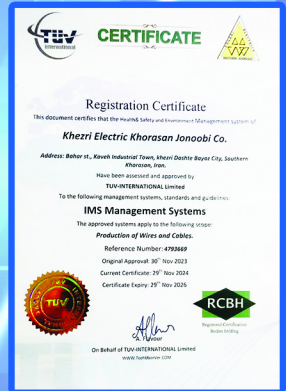 TÜV
International
CERTIFICATE
Registration Certificate
This document certifies that the Health& Safety and Environment Management system of
Khezri Electric Khorasan Jonoobi Co.
Address: Bahar st., Kaveh Industrial Town, khezri Dashte Bayaz City, Southern
Khorasan, Iran.
Have been assessed and approved by
TUV-INTERNATIONAL Limited
To the following management systems, standards and guidelines:
IMS Management Systems
The approved systems apply to the following scope:
Production of Wires and Cables.
Reference Number: 4793669
Original Approval: 30th Nov 2023
Current Certificate: 29th Nov 2024
Certificate Expiry: 29th Nov 2026
TUV
RCBH
Registered Certification
Bodies Holding
On Behalf of TUV-INTERNATIONAL Limited